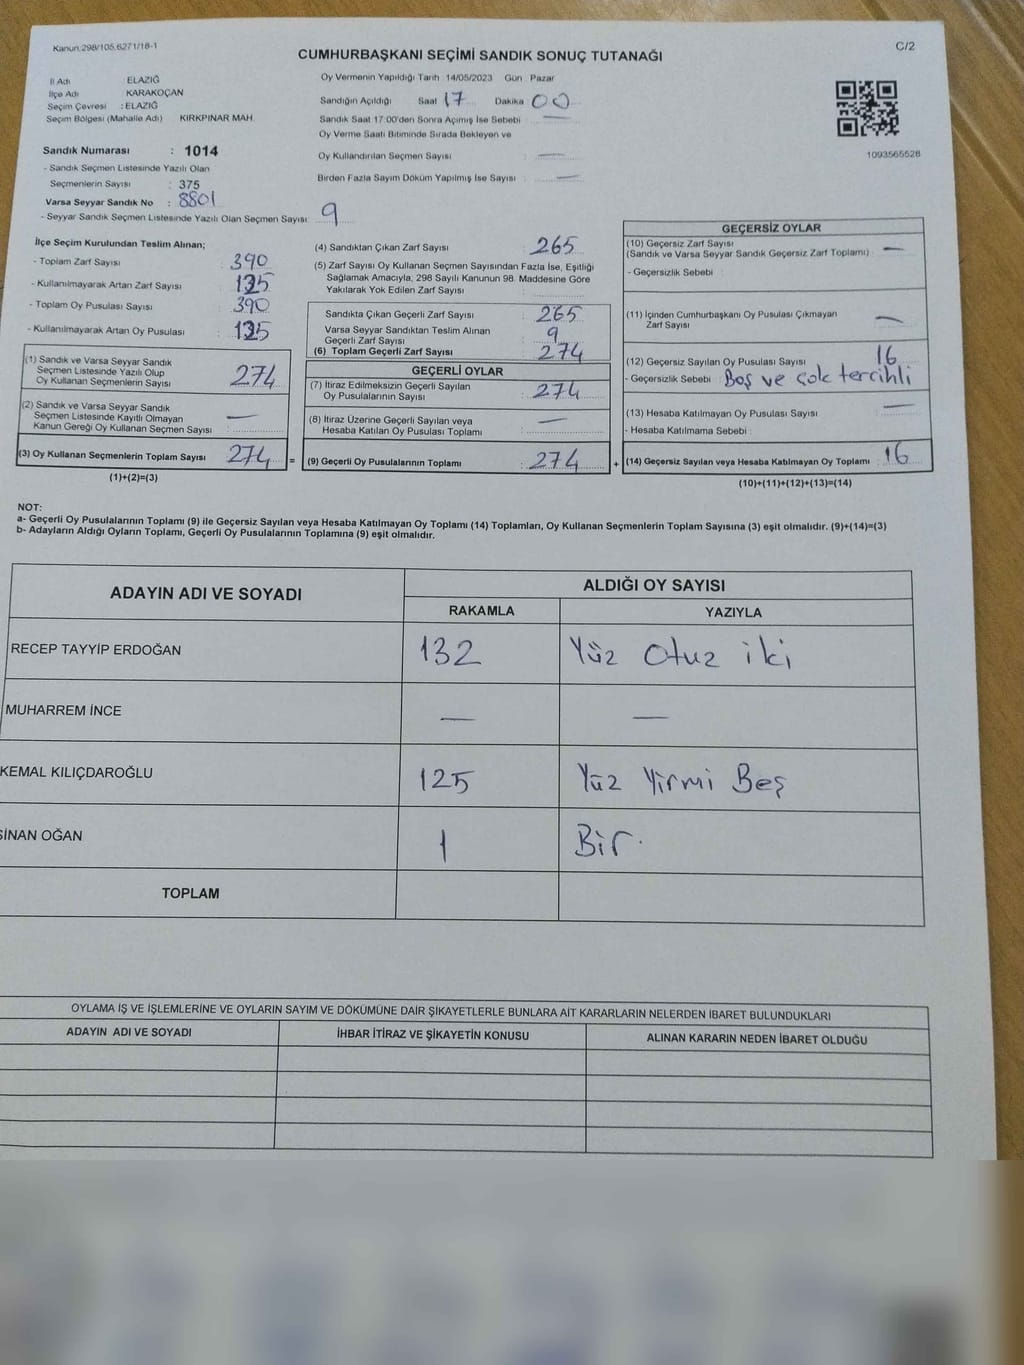 Kanun.298/105,6271/18-1
C/2
CUMHURBAŞKANI SEÇİMİ SANDIK SONUÇ TUTANAĞI
İl Adı : ELAZIĞ
İlçe Adı : KARAKOÇAN
Seçim Çevresi : ELAZIĞ
Seçim Bölgesi (Mahalle Adı) KIRKPINAR MAH.
Sandık Numarası : 1014
- Sandık Seçmen Listesinde Yazılı Olan
Seçmenlerin Sayısı : 375
Varsa Seyyar Sandık No : 8801
- Seyyar Sandık Seçmen Listesinde Yazılı Olan Seçmen Sayısı: 9
Oy Vermenin Yapıldığı Tarih : 14/05/2023 Gün : Pazar
Sandığın Açıldığı Saat 17 Dakika : 00
Sandık Saat 17:00'den Sonra Açımış İse Sebebi : —
Oy Verme Saati Bitiminde Sırada Bekleyen ve
Oy Kullandırılan Seçmen Sayısı : —
Birden Fazla Sayım Döküm Yapılmış İse Sayısı : —
1093565528
İlçe Seçim Kurulundan Teslim Alınan;
- Toplam Zarf Sayısı : 390
- Kullanılmayarak Artan Zarf Sayısı : 125
- Toplam Oy Pusulası Sayısı : 390
- Kullanılmayarak Artan Oy Pusulası : 125
(1) Sandık ve Varsa Seyyar Sandık
Seçmen Listesinde Yazılı Olup
Oy Kullanan Seçmenlerin Sayısı : 274
(2) Sandık ve Varsa Seyyar Sandık
Seçmen Listesinde Kayıtlı Olmayan
Kanun Gereği Oy Kullanan Seçmen Sayısı : —
(3) Oy Kullanan Seçmenlerin Toplam Sayısı : 274 =
(1)+(2)=(3)
(4) Sandıktan Çıkan Zarf Sayısı : 265
(5) Zarf Sayısı Oy Kullanan Seçmen Sayısından Fazla İse, Eşitliği
Sağlamak Amacıyla, 298 Sayılı Kanunun 98. Maddesine Göre
Yakılarak Yok Edilen Zarf Sayısı :
Sandıkta Çıkan Geçerli Zarf Sayısı : 265
Varsa Seyyar Sandıktan Teslim Alınan
Geçerli Zarf Sayısı : 9
(6) Toplam Geçerli Zarf Sayısı : 274
GEÇERLİ OYLAR
(7) İtiraz Edilmeksizin Geçerli Sayılan
Oy Pusulalarının Sayısı : 274
(8) İtiraz Üzerine Geçerli Sayılan veya
Hesaba Katılan Oy Pusulası Toplamı : —
(9) Geçerli Oy Pusulalarının Toplamı : 274 +
GEÇERSİZ OYLAR
(10) Geçersiz Zarf Sayısı
(Sandık ve Varsa Seyyar Sandık Geçersiz Zarf Toplamı) : —
- Geçersizlik Sebebi :
(11) İçinden Cumhurbaşkanı Oy Pusulası Çıkmayan
Zarf Sayısı : —
(12) Geçersiz Sayılan Oy Pusulası Sayısı : 16
- Geçersizlik Sebebi : Boş ve çok tercihli
(13) Hesaba Katılmayan Oy Pusulası Sayısı : —
- Hesaba Katılmama Sebebi :
(14) Geçersiz Sayılan veya Hesaba Katılmayan Oy Toplamı : 16
(10)+(11)+(12)+(13)=(14)
NOT:
a- Geçerli Oy Pusulalarının Toplamı (9) ile Geçersiz Sayılan veya Hesaba Katılmayan Oy Toplamı (14) Toplamları, Oy Kullanan Seçmenlerin Toplam Sayısına (3) eşit olmalıdır. (9)+(14)=(3)
b- Adayların Aldığı Oyların Toplamı, Geçerli Oy Pusulalarının Toplamına (9) eşit olmalıdır.
ADAYIN ADI VE SOYADI
ALDIĞI OY SAYISI
RAKAMLA YAZIYLA
RECEP TAYYİP ERDOĞAN 132 Yüz Otuz iki
MUHARREM İNCE — —
KEMAL KILIÇDAROĞLU 125 Yüz Yirmi Beş
SİNAN OĞAN 1 Bir.
TOPLAM
OYLAMA İŞ VE İŞLEMLERİNE VE OYLARIN SAYIM VE DÖKÜMÜNE DAİR ŞİKAYETLERLE BUNLARA AİT KARARLARIN NELERDEN İBARET BULUNDUKLARI
ADAYIN ADI VE SOYADI İHBAR İTİRAZ VE ŞİKAYETİN KONUSU ALINAN KARARIN NEDEN İBARET OLDUĞU